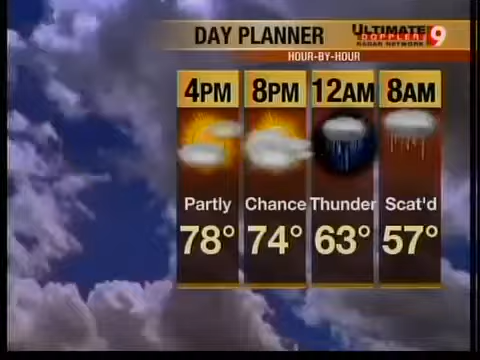 DAY PLANNER
ULTIMATE
DOPPLER 9
RADAR NETWORK
HOUR-BY-HOUR
4PM 8PM 12AM 8AM
Partly Chance Thunder Scat'd
78° 74° 63° 57°